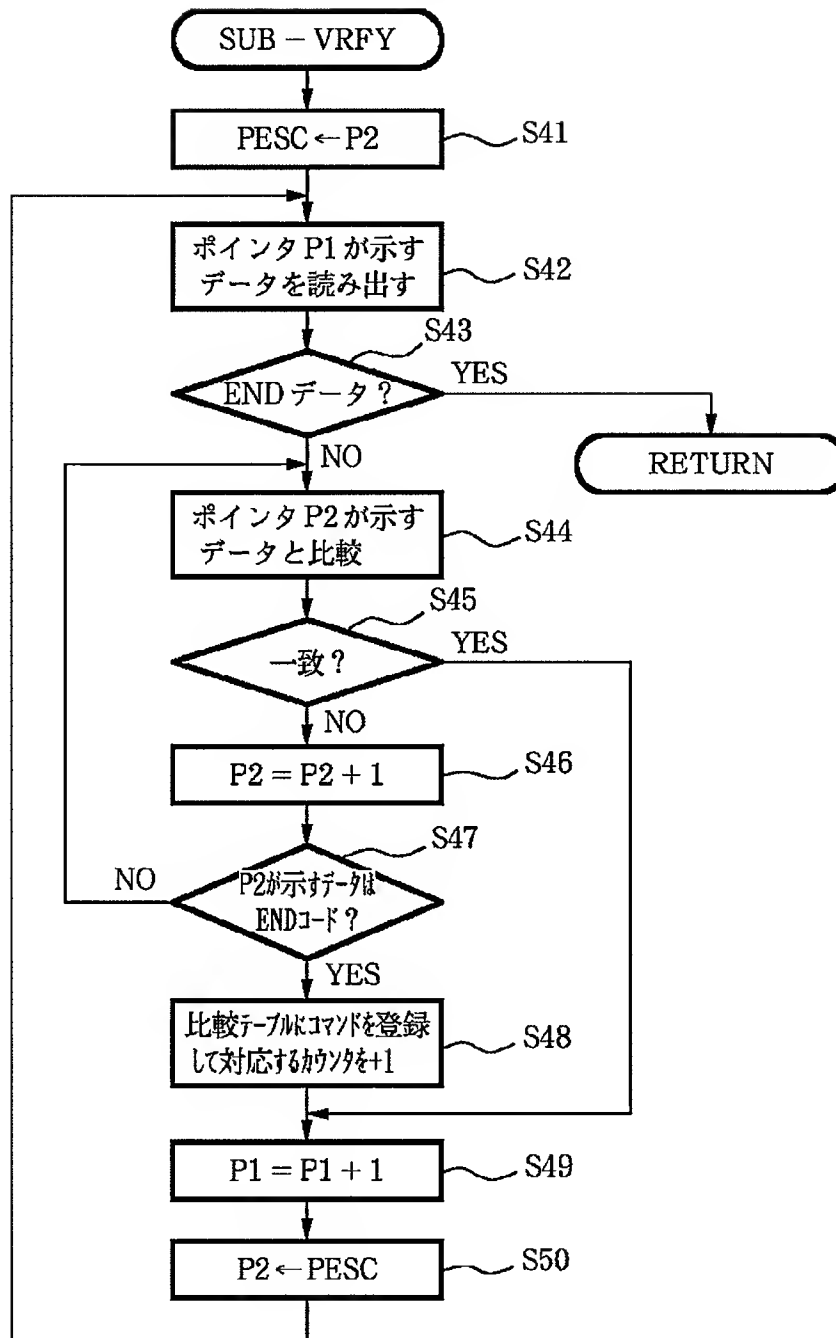 SUB－VRFY
PESC←P2
S41
ポインタP1が示す
データを読み出す
S42
S43
ENDデータ？
YES
RETURN
NO
ポインタP2が示す
データと比較
S44
S45
一致？
YES
NO
P2＝P2＋1
S46
S47
NO
P2が示すデータは
ENDコード？
YES
比較テーブルにコマンドを登録
して対応するカウンタを+1
S48
P1＝P1＋1
S49
P2←PESC
S50